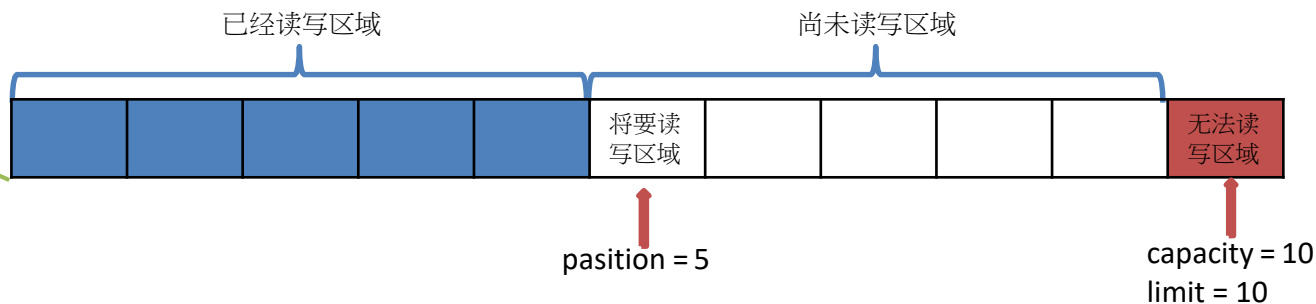 已经读写区域
尚未读写区域
将要读
写区域
无法读
写区域
pasition = 5
capacity = 10
limit = 10